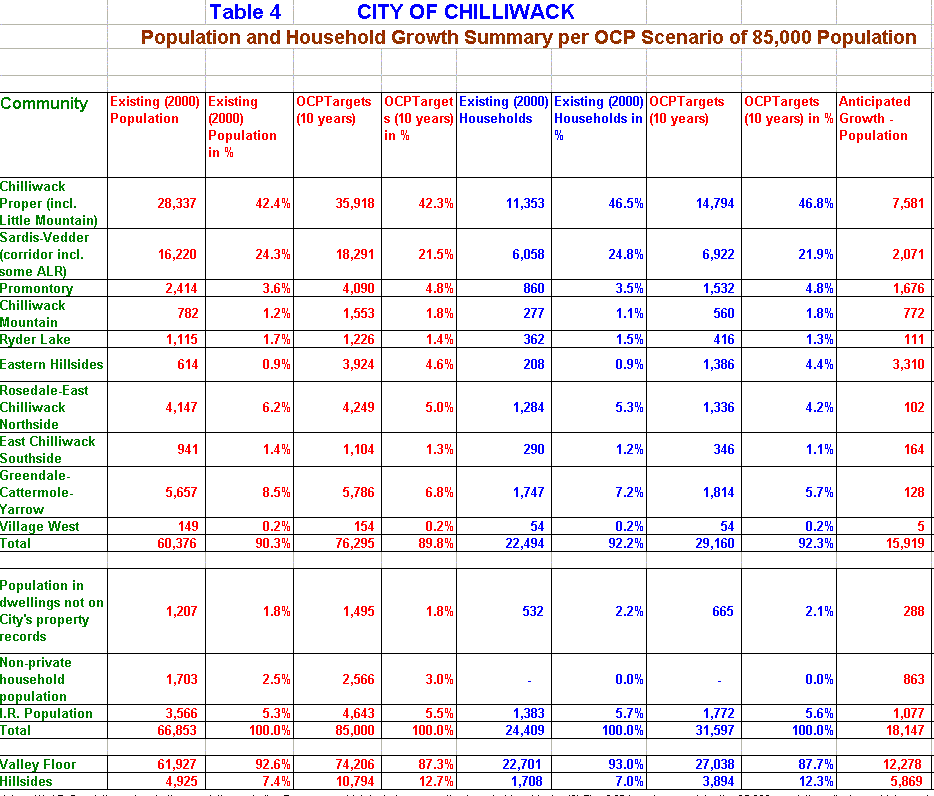 Table 4 CITY OF CHILLIWACK
Population and Household Growth Summary per OCP Scenario of 85,000 Population
Community Existing (2000) Population Existing (2000) Population in % OCPTargets (10 years) OCPTargets (10 years) in % Existing (2000) Households Existing (2000) Households in % OCPTargets (10 years) OCPTargets (10 years) in % Anticipated Growth - Population
Chilliwack Proper (incl. Little Mountain) 28,337 42.4% 35,918 42.3% 11,353 46.5% 14,794 46.8% 7,581
Sardis-Vedder (corridor incl. some ALR) 16,220 24.3% 18,291 21.5% 6,058 24.8% 6,922 21.9% 2,071
Promontory 2,414 3.6% 4,090 4.8% 860 3.5% 1,532 4.8% 1,676
Chilliwack Mountain 782 1.2% 1,553 1.8% 277 1.1% 560 1.8% 772
Ryder Lake 1,115 1.7% 1,226 1.4% 362 1.5% 416 1.3% 111
Eastern Hillsides 614 0.9% 3,924 4.6% 208 0.9% 1,386 4.4% 3,310
Rosedale-East Chilliwack Northside 4,147 6.2% 4,249 5.0% 1,284 5.3% 1,336 4.2% 102
East Chilliwack Southside 941 1.4% 1,104 1.3% 290 1.2% 346 1.1% 164
Greendale-Cattermole-Yarrow 5,657 8.5% 5,786 6.8% 1,747 7.2% 1,814 5.7% 128
Village West 149 0.2% 154 0.2% 54 0.2% 54 0.2% 5
Total 60,376 90.3% 76,295 89.8% 22,494 92.2% 29,160 92.3% 15,919
Population in dwellings not on City's property records 1,207 1.8% 1,495 1.8% 532 2.2% 665 2.1% 288
Non-private household population 1,703 2.5% 2,566 3.0% - 0.0% - 0.0% 863
I.R. Population 3,566 5.3% 4,643 5.5% 1,383 5.7% 1,772 5.6% 1,077
Total 66,853 100.0% 85,000 100.0% 24,409 100.0% 31,597 100.0% 18,147
Valley Floor 61,927 92.6% 74,206 87.3% 22,701 93.0% 27,038 87.7% 12,278
Hillsides 4,925 7.4% 10,794 12.7% 1,708 7.0% 3,894 12.3% 5,869